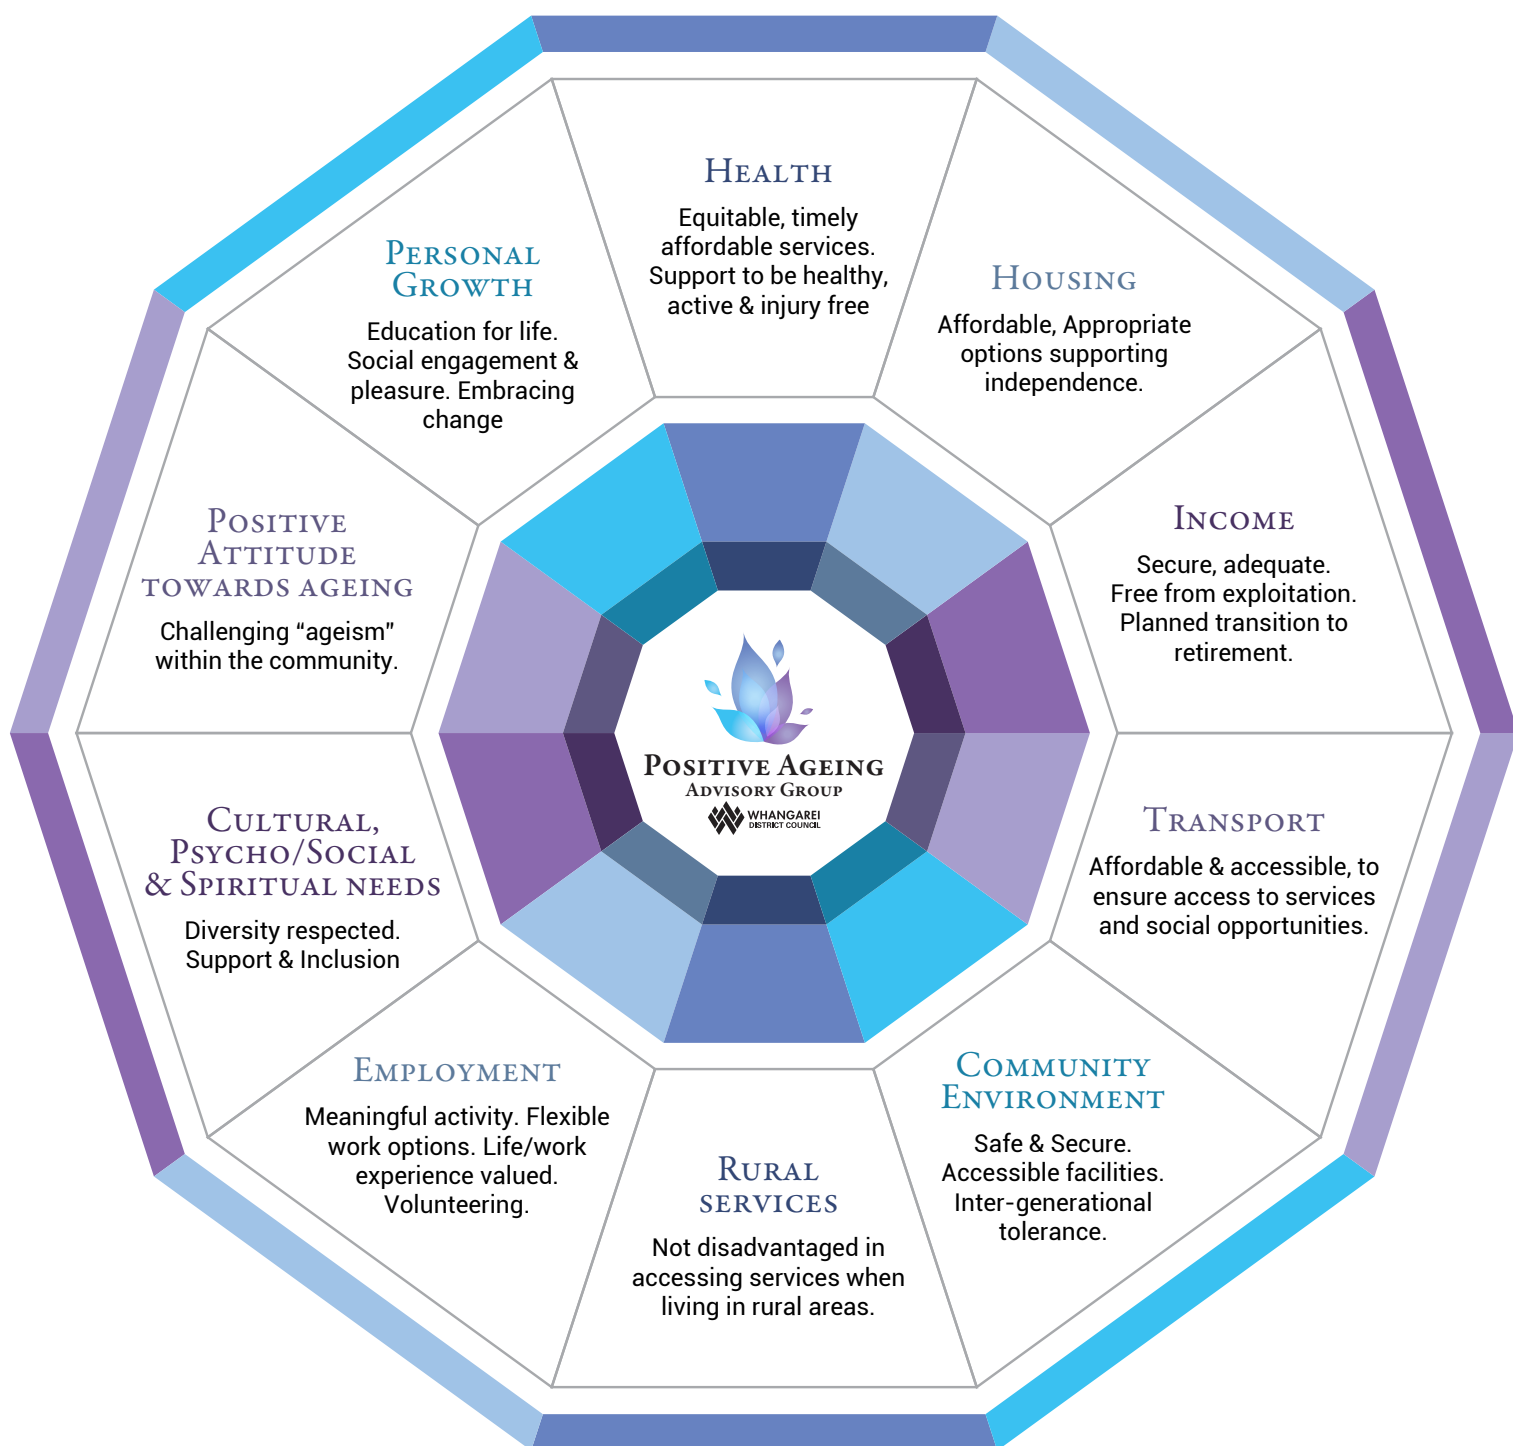 HEALTH
Equitable, timely
affordable services.
Support to be healthy,
active & injury free
HOUSING
Affordable, Appropriate
options supporting
independence.
INCOME
Secure, adequate.
Free from exploitation.
Planned transition to
retirement.
TRANSPORT
Affordable & accessible, to
ensure access to services
and social opportunities.
COMMUNITY
ENVIRONMENT
Safe & Secure.
Accessible facilities.
Inter-generational
tolerance.
RURAL
SERVICES
Not disadvantaged in
accessing services when
living in rural areas.
EMPLOYMENT
Meaningful activity. Flexible
work options. Life/work
experience valued.
Volunteering.
CULTURAL,
PSYCHO/SOCIAL
& SPIRITUAL NEEDS
Diversity respected.
Support & Inclusion
POSITIVE
ATTITUDE
TOWARDS AGEING
Challenging “ageism”
within the community.
PERSONAL
GROWTH
Education for life.
Social engagement &
pleasure. Embracing
change
POSITIVE AGEING
ADVISORY GROUP
WHANGAREI
DISTRICT COUNCIL